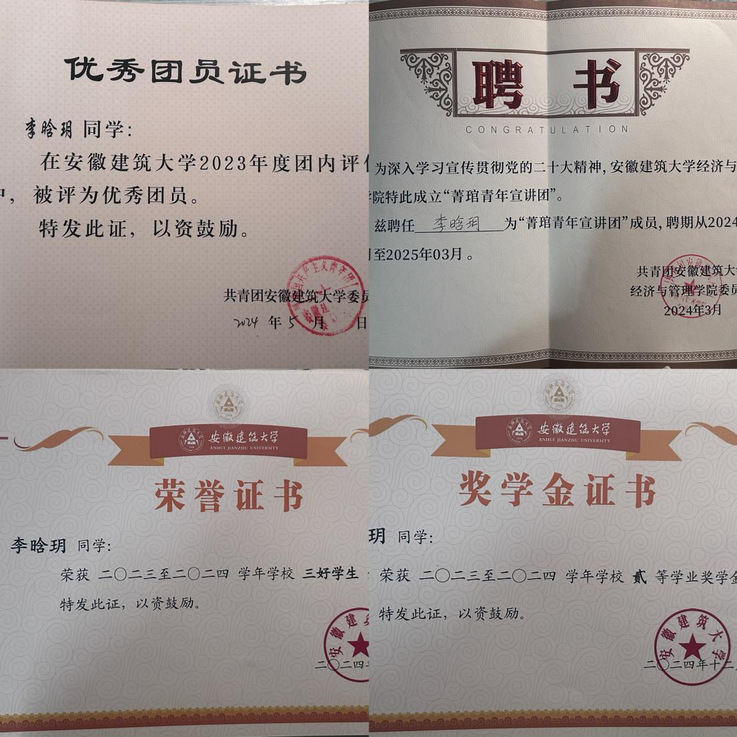 优秀团员证书
李晗玥 同学：
在安徽建筑大学2023年度团内评
中，被评为优秀团员。
特发此证，以资鼓励。
共青团安徽建筑大学委员
2024 年 5 月 日
聘 书
CONGRATULATION
为深入学习宣传贯彻党的二十大精神，安徽建筑大学经济与
学院特此成立“菁琯青年宣讲团”。
兹聘任 李晗玥 为“菁琯青年宣讲团”成员，聘期从2024
月至2025年03月。
共青团安徽建筑大
经济与管理学院委员
2024年3月
安徽建筑大学
ANHUI JIANZHU UNIVERSITY
荣誉证书
李晗玥 同学：
荣获 二〇二三至二〇二四 学年学校 三好学生
特发此证，以资鼓励。
安徽建筑
二〇二四年
安徽建筑大学
ANHUI JIANZHU UNIVERSITY
奖学金证书
玥 同学：
荣获 二〇二三至二〇二四 学年学校 贰 等学业奖学金
特发此证，以资鼓励。
安徽建筑大学
二〇二四年十二